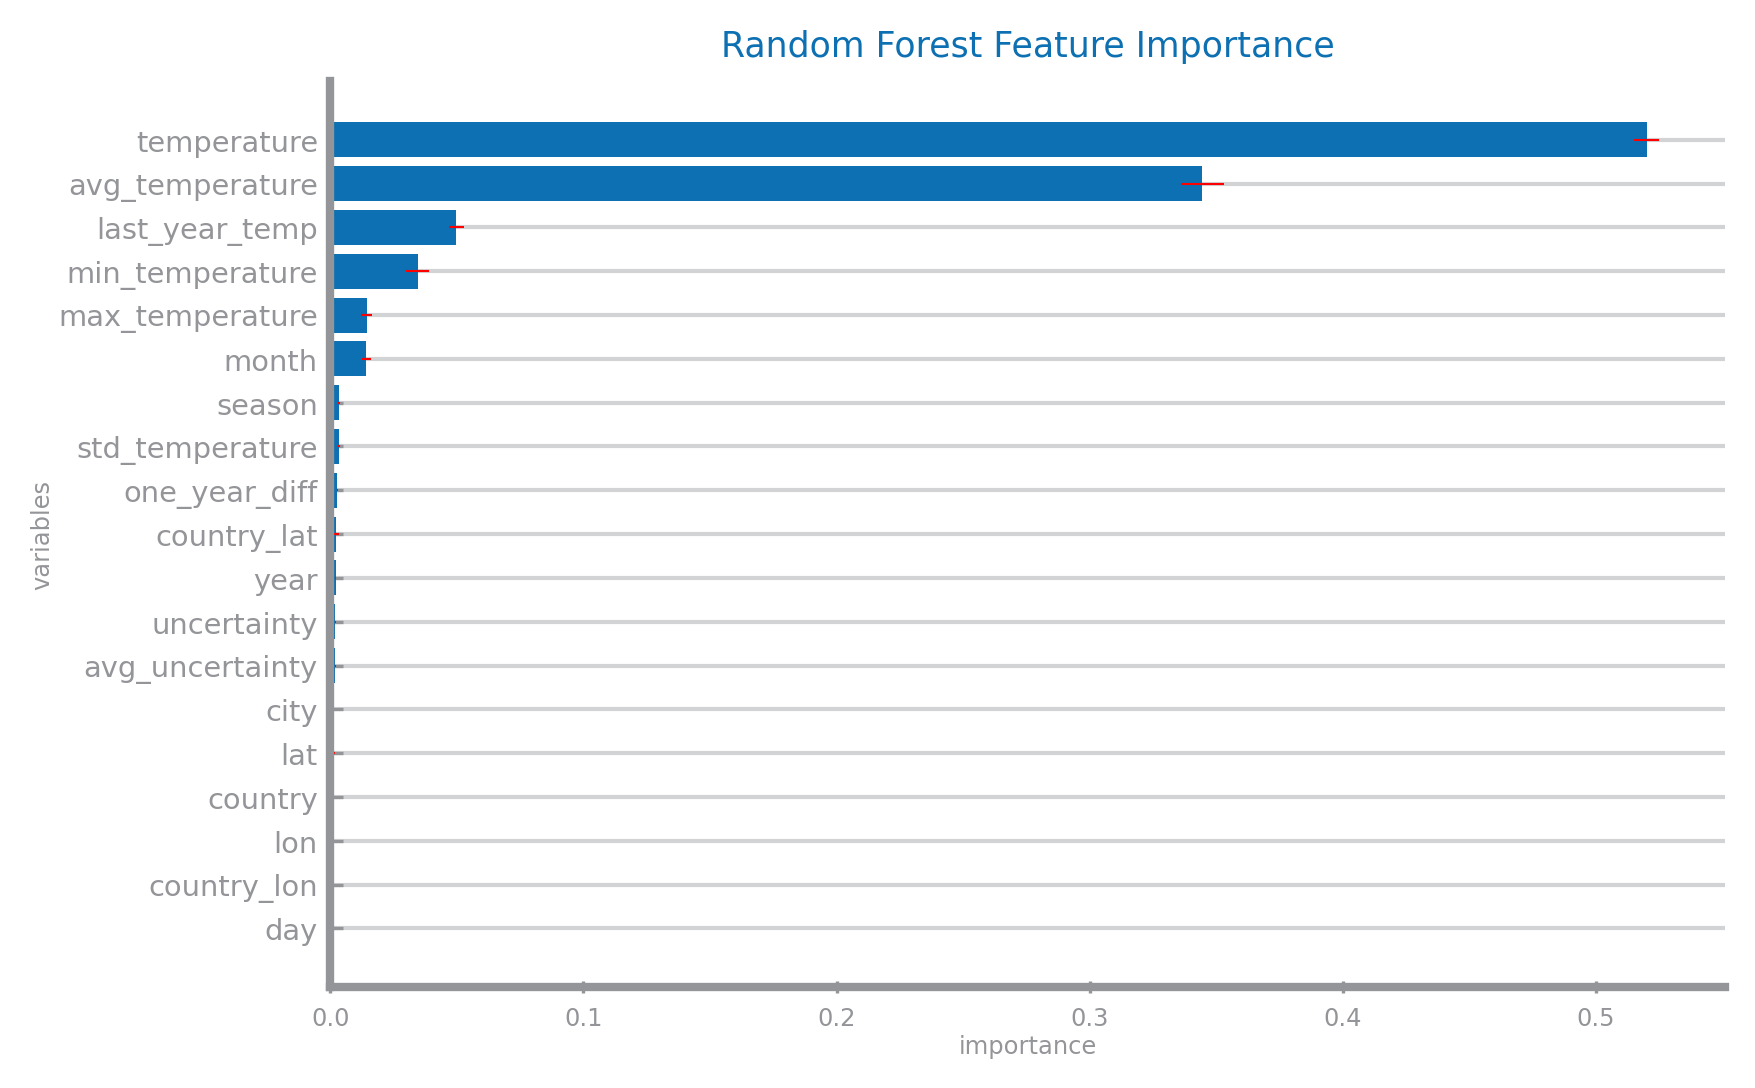 Random Forest Feature Importance
temperature
avg_temperature
last_year_temp
min_temperature
max_temperature
month
season
std_temperature
one_year_diff
country_lat
year
uncertainty
avg_uncertainty
city
lat
country
lon
country_lon
day
variables
0.0 0.1 0.2 0.3 0.4 0.5
importance